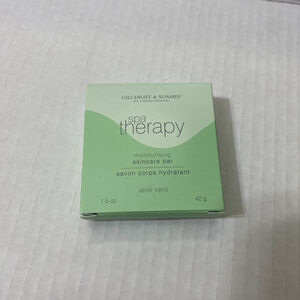 GILCHRIST & SOAMES
spa
therapy
moisturising
skincare bar
savon corps hydratant
aloe vera
1.5 oz 42 g